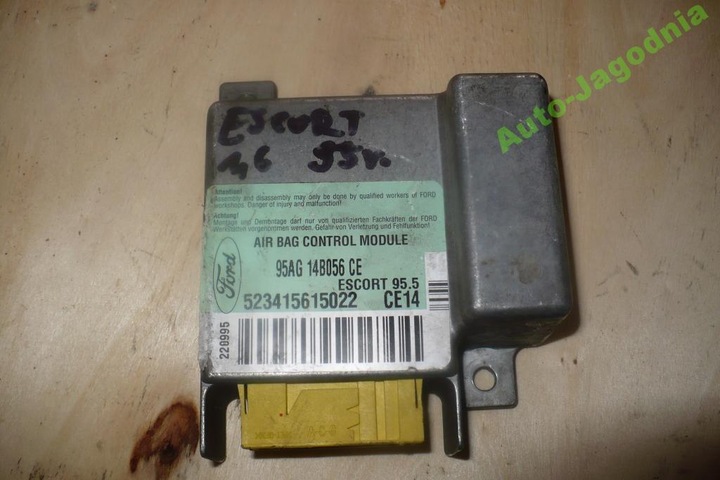 Auto-Jagodnia
ESCORT
1,6 95r.
Attention!
Assembly and disassembly may only be done by qualified workers of FORD
workshops. Danger of injury and malfunction!
Achtung!
Montage und Demontage darf nur von qualifizierten Fachkräften der FORD
Werkstätten vorgenommen werden. Gefahr von Verletzung und Fehlfunktion!
AIR BAG CONTROL MODULE
Ford
95AG 14B056 CE
ESCORT 95.5
523415615022 CE14
220995